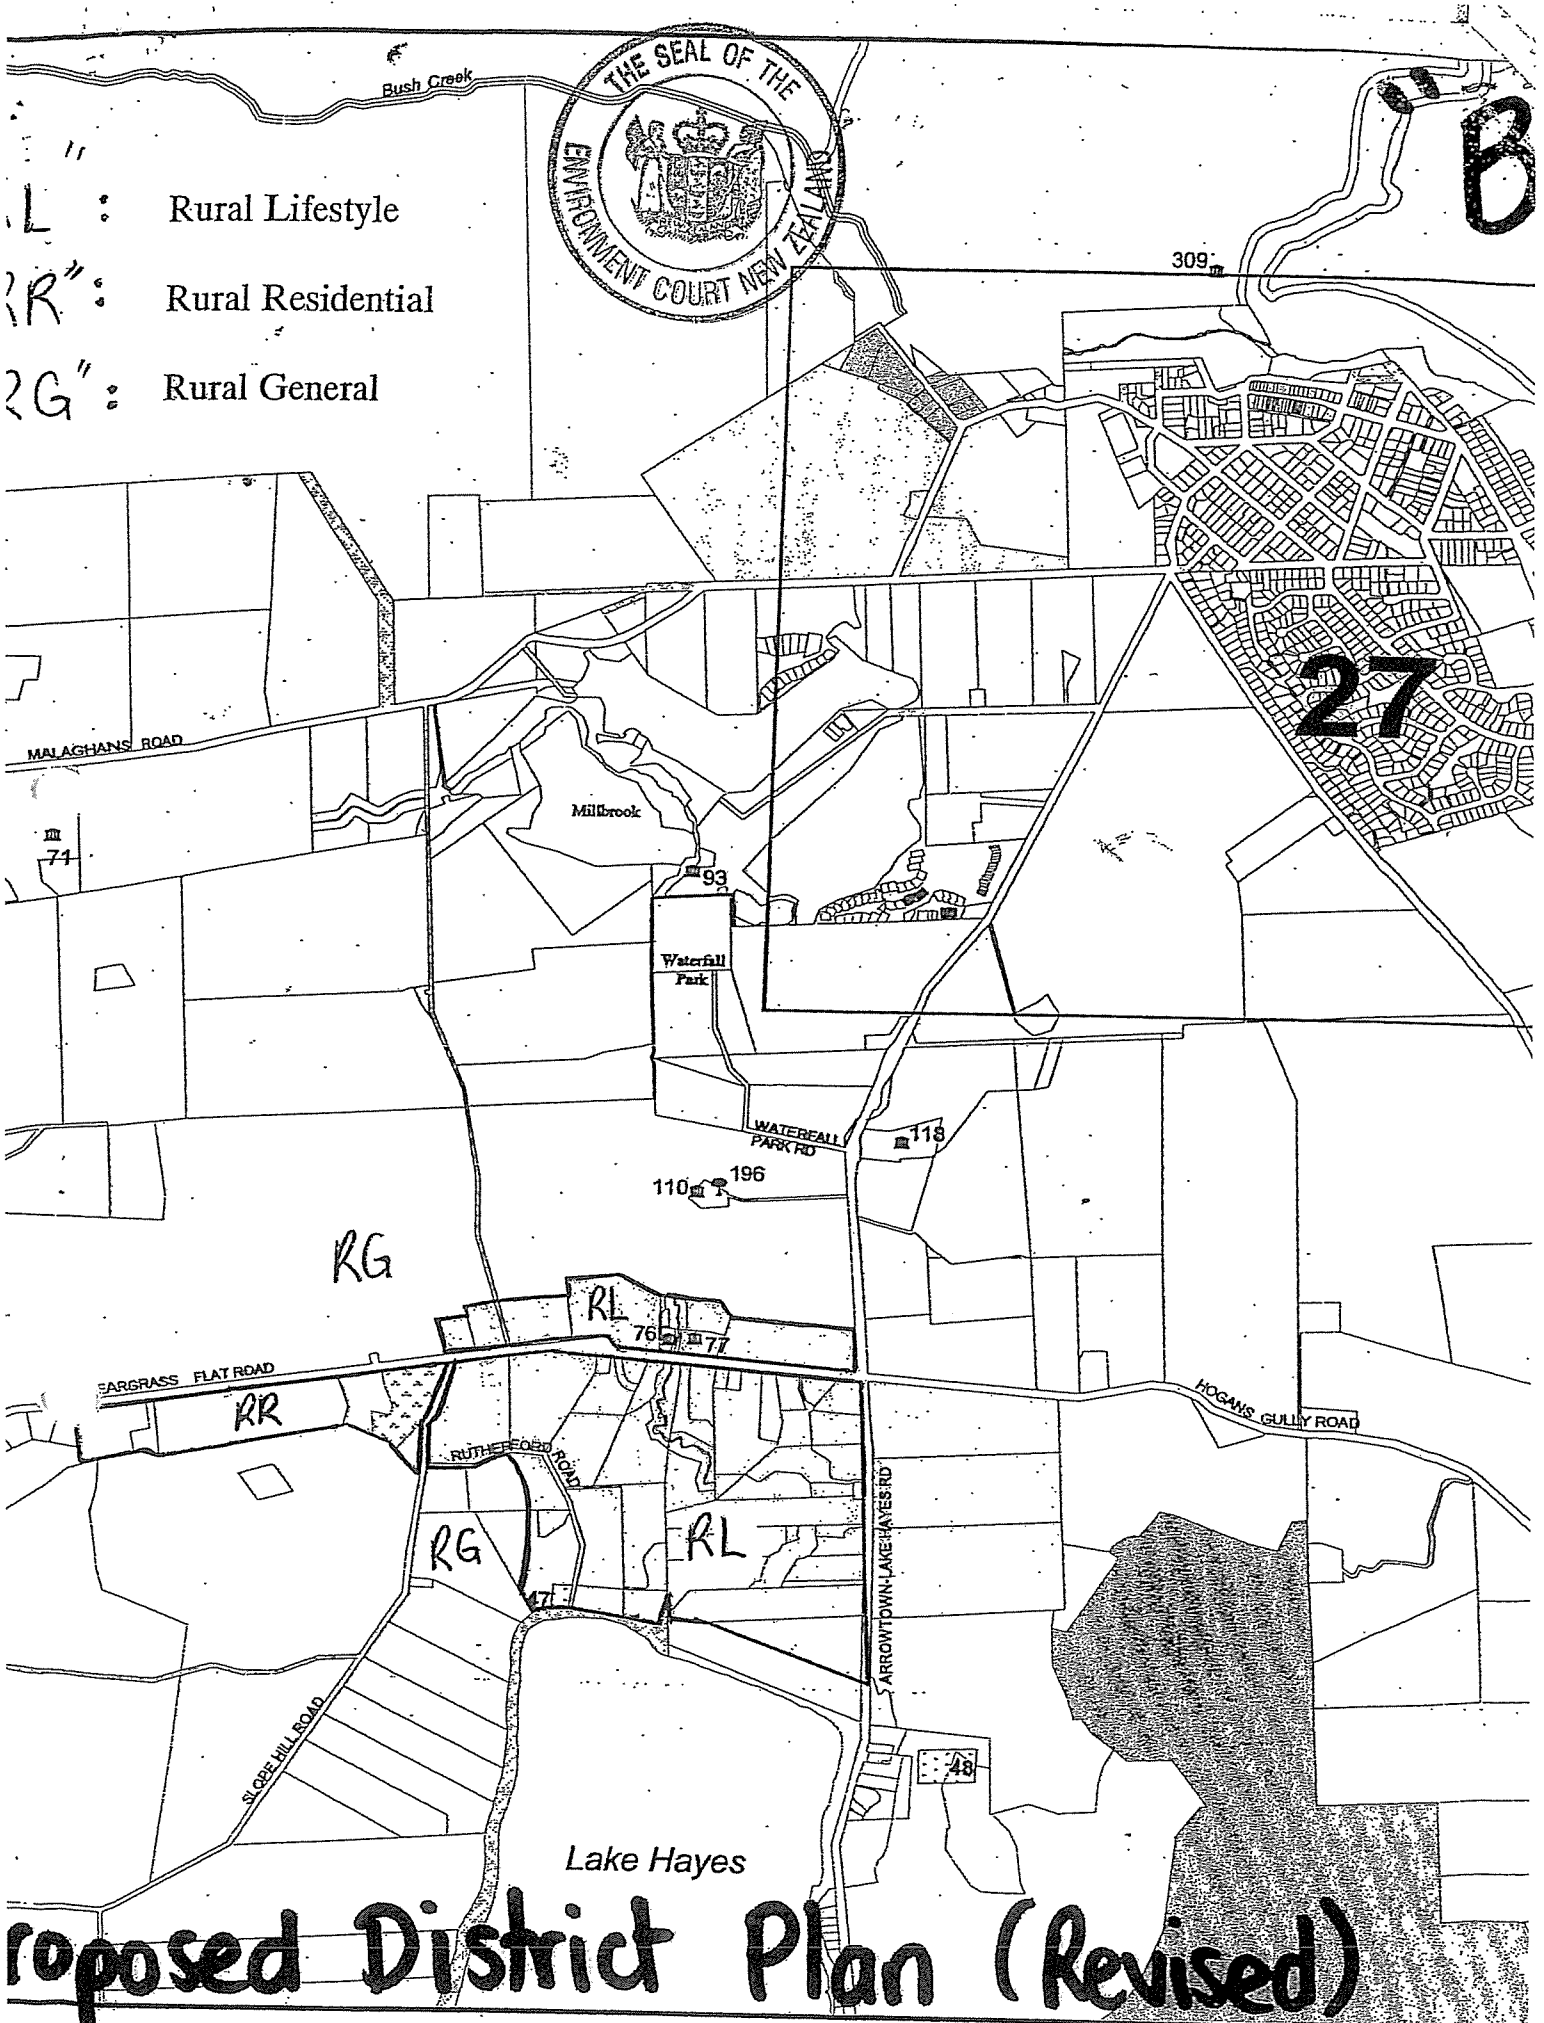 Bush Creek
THE SEAL OF THE
ENVIRONMENT COURT NEW ZEALAND
"B
L" : Rural Lifestyle
RR": Rural Residential
RG": Rural General
309
27
MALAGHANS ROAD
71
Millbrook
93
Waterfall
Park
WATERFALL
PARK RD
118
110 196
RG
RL
76 77
EARGRASS FLAT ROAD
RR
HOGANS GULLY ROAD
RUTHERFORD ROAD
RG
RL
ARROWTOWN-LAKE HAYES RD
47
SLOPE HILL ROAD
48
Lake Hayes
roposed District Plan (Revised)